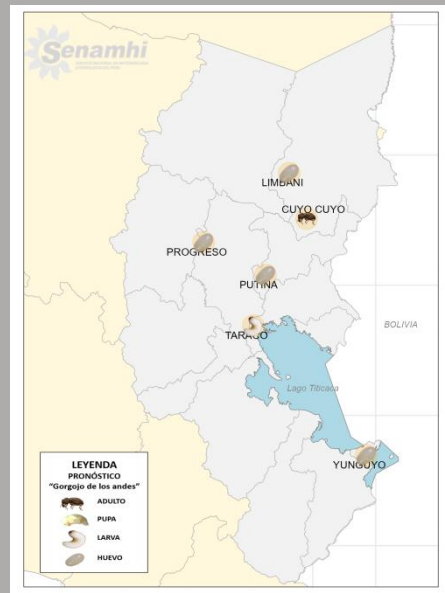 Senamhi
LIMBANI
CUYO CUYO
PROGRESO
PUTINA
TARACO
BOLIVIA
Lago Titicaca
YUNGUYO
LEYENDA
PRONÓSTICO
"Gorgojo de los andes"
ADULTO
PUPA
LARVA
HUEVO